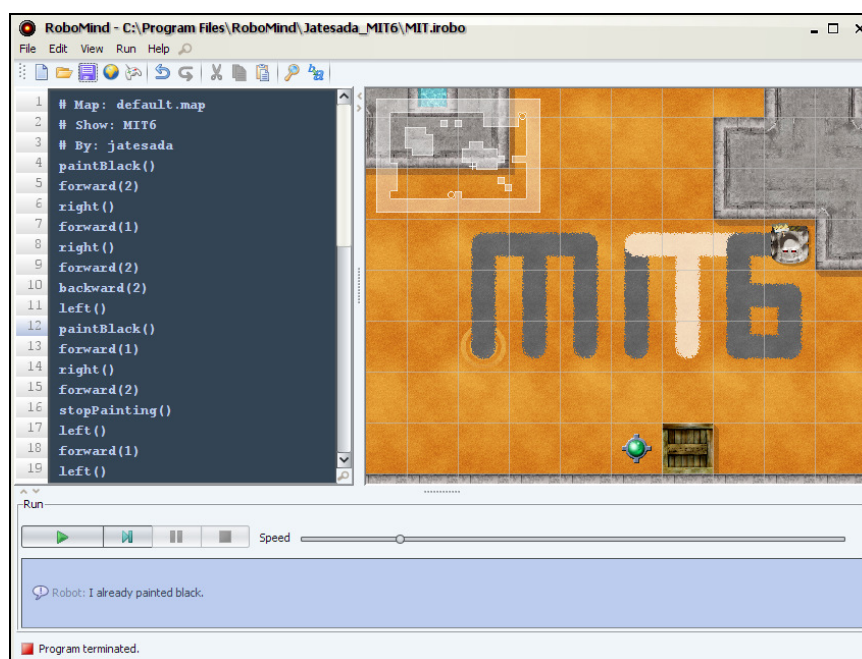 RoboMind - C:\Program Files\RoboMind\Jatesada_MIT6\MIT.irobo
File Edit View Run Help
1 # Map: default.map
2 # Show: MIT6
3 # By: jatesada
4 paintBlack()
5 forward(2)
6 right()
7 forward(1)
8 right()
9 forward(2)
10 backward(2)
11 left()
12 paintBlack()
13 forward(1)
14 right()
15 forward(2)
16 stopPainting()
17 left()
18 forward(1)
19 left()
MIT6
Run
Speed
Robot: I already painted black.
Program terminated.